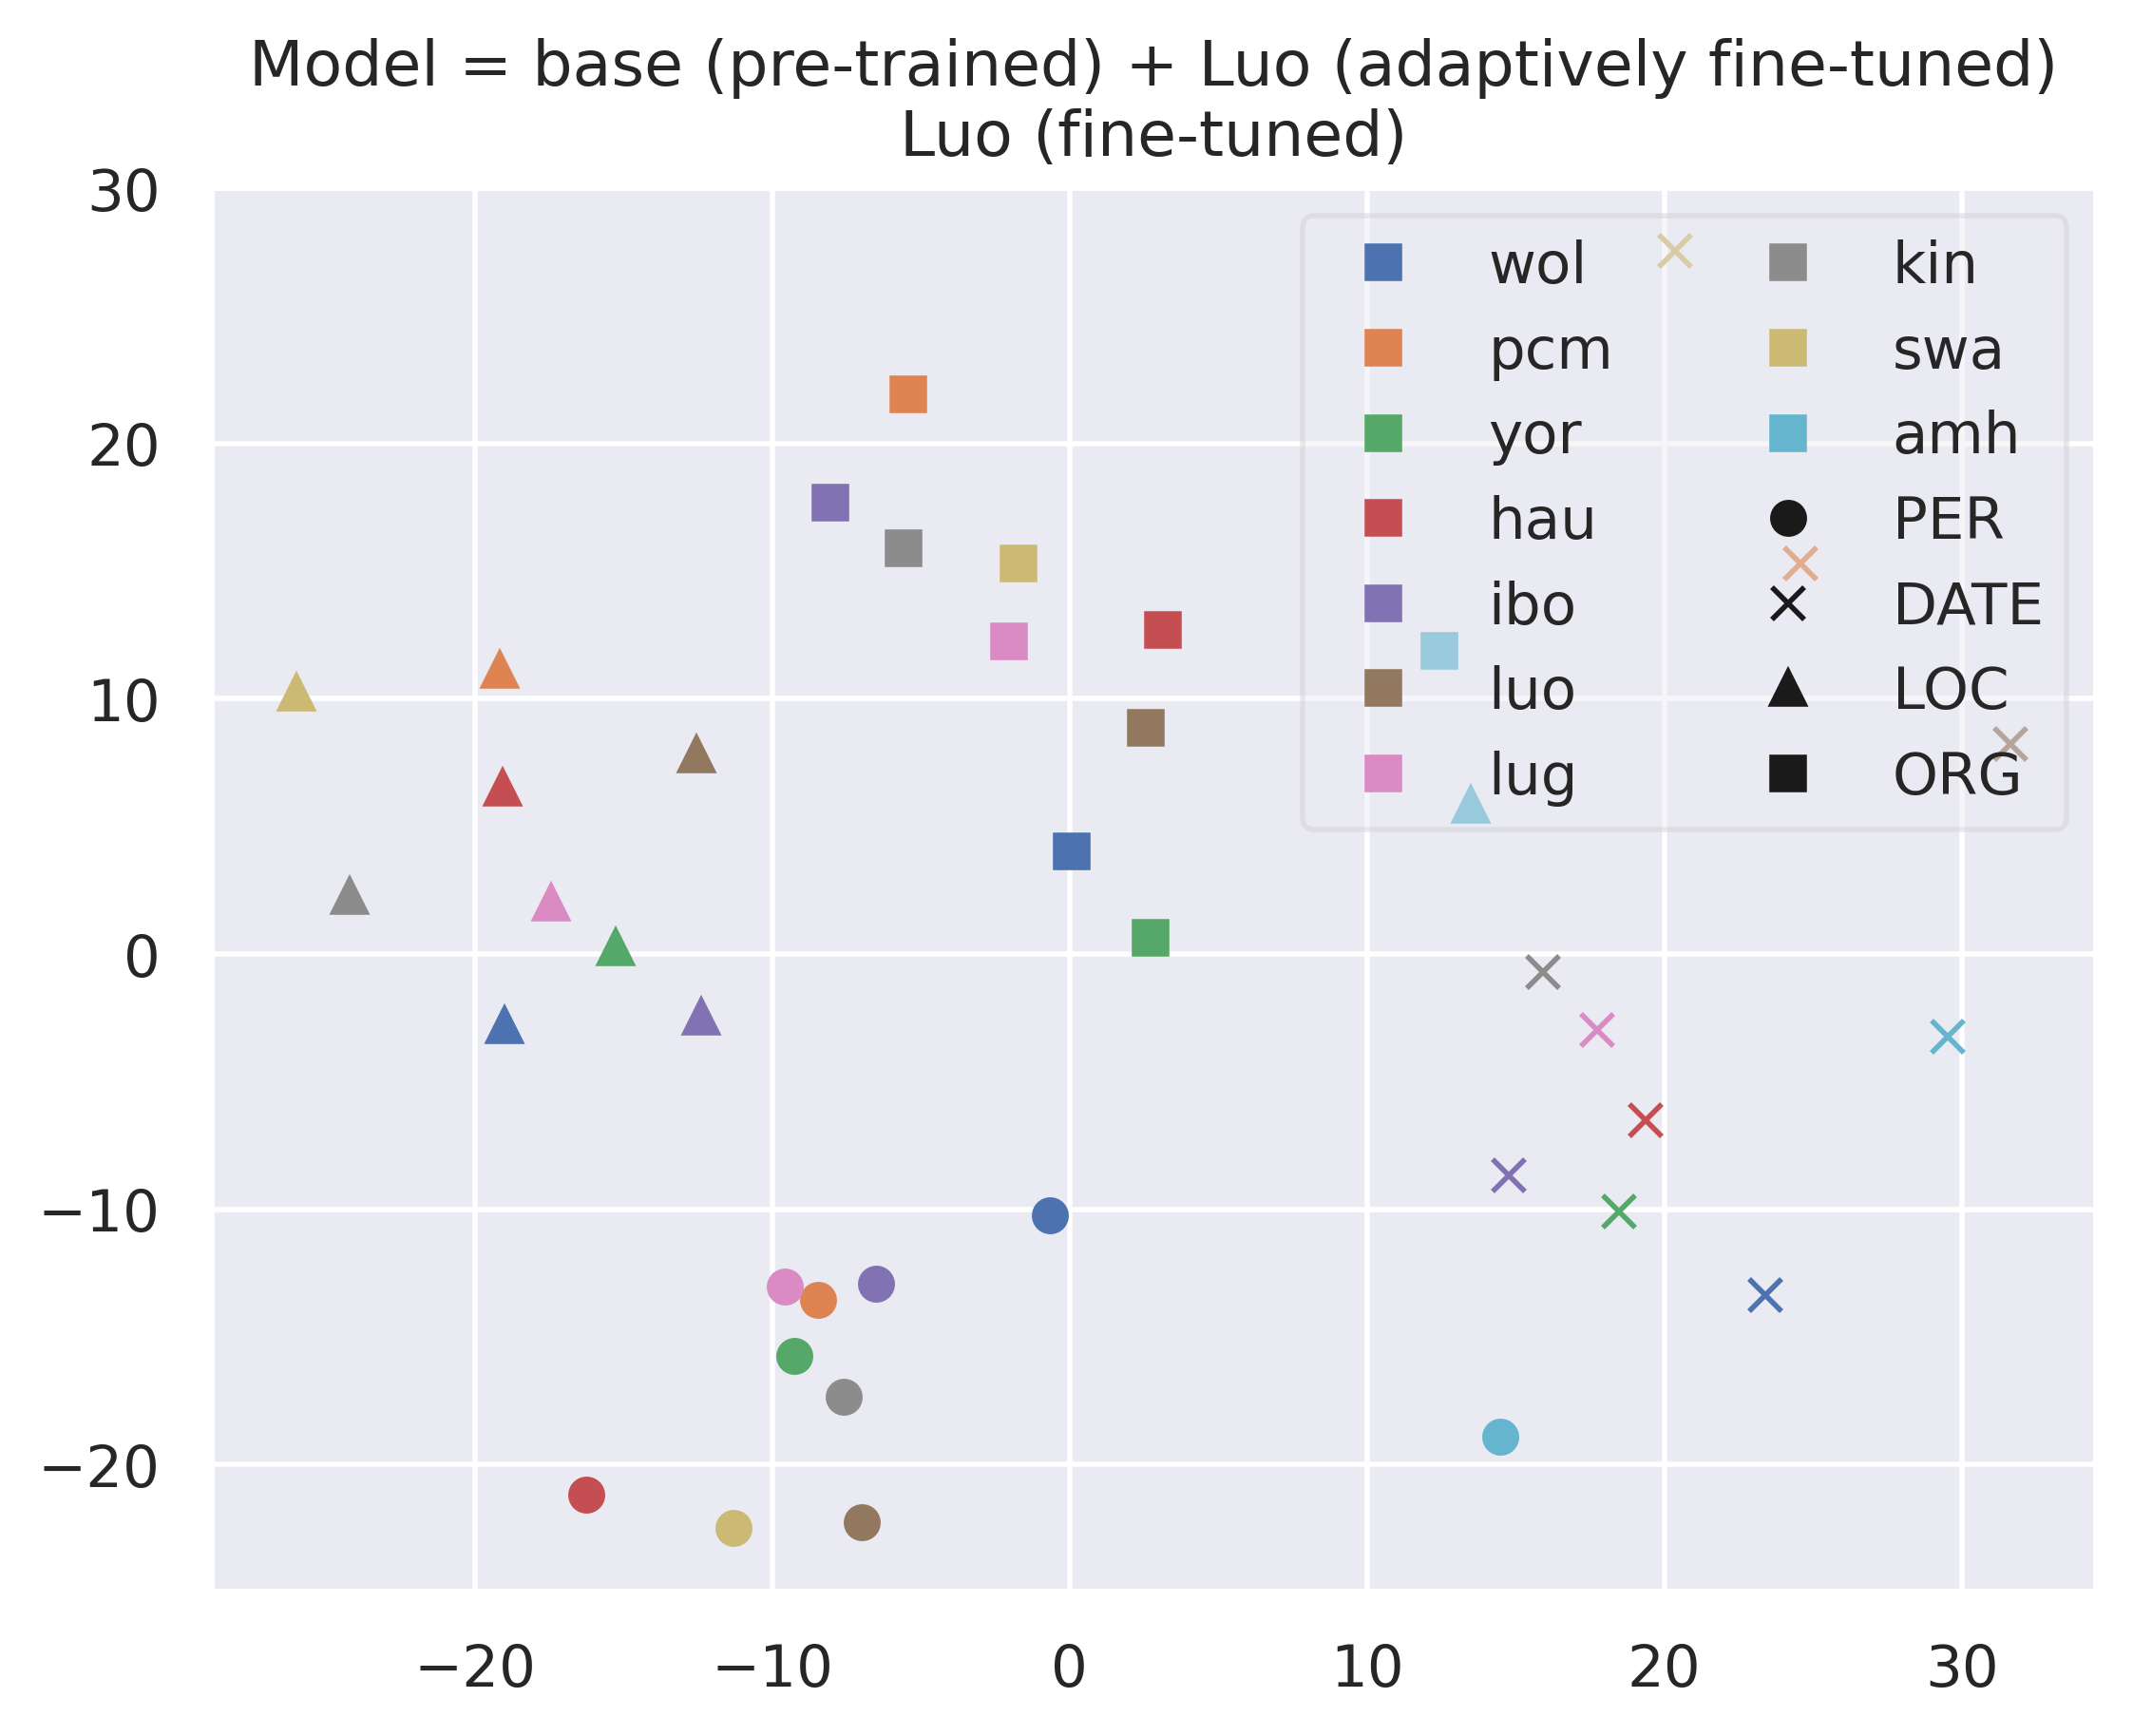 Model = base (pre-trained) + Luo (adaptively fine-tuned)
Luo (fine-tuned)
30
20
10
0
−10
−20
wol
pcm
yor
hau
ibo
luo
lug
kin
swa
amh
PER
DATE
LOC
ORG
−20
−10
0
10
20
30